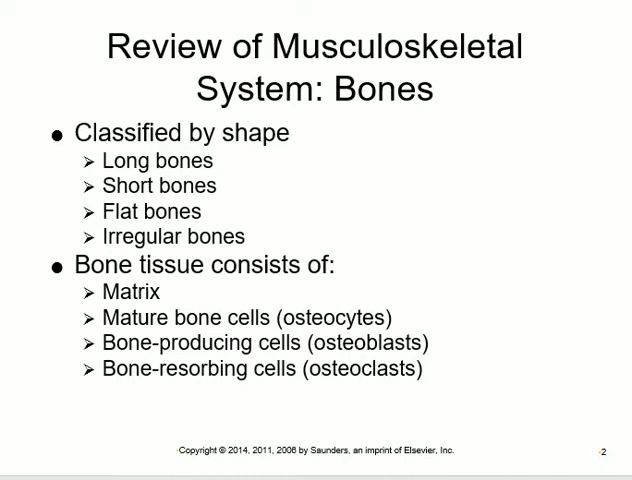 Review of Musculoskeletal
System: Bones
● Classified by shape
➢ Long bones
➢ Short bones
➢ Flat bones
➢ Irregular bones
● Bone tissue consists of:
➢ Matrix
➢ Mature bone cells (osteocytes)
➢ Bone-producing cells (osteoblasts)
➢ Bone-resorbing cells (osteoclasts)
Copyright © 2014, 2011, 2006 by Saunders, an imprint of Elsevier, Inc.
2